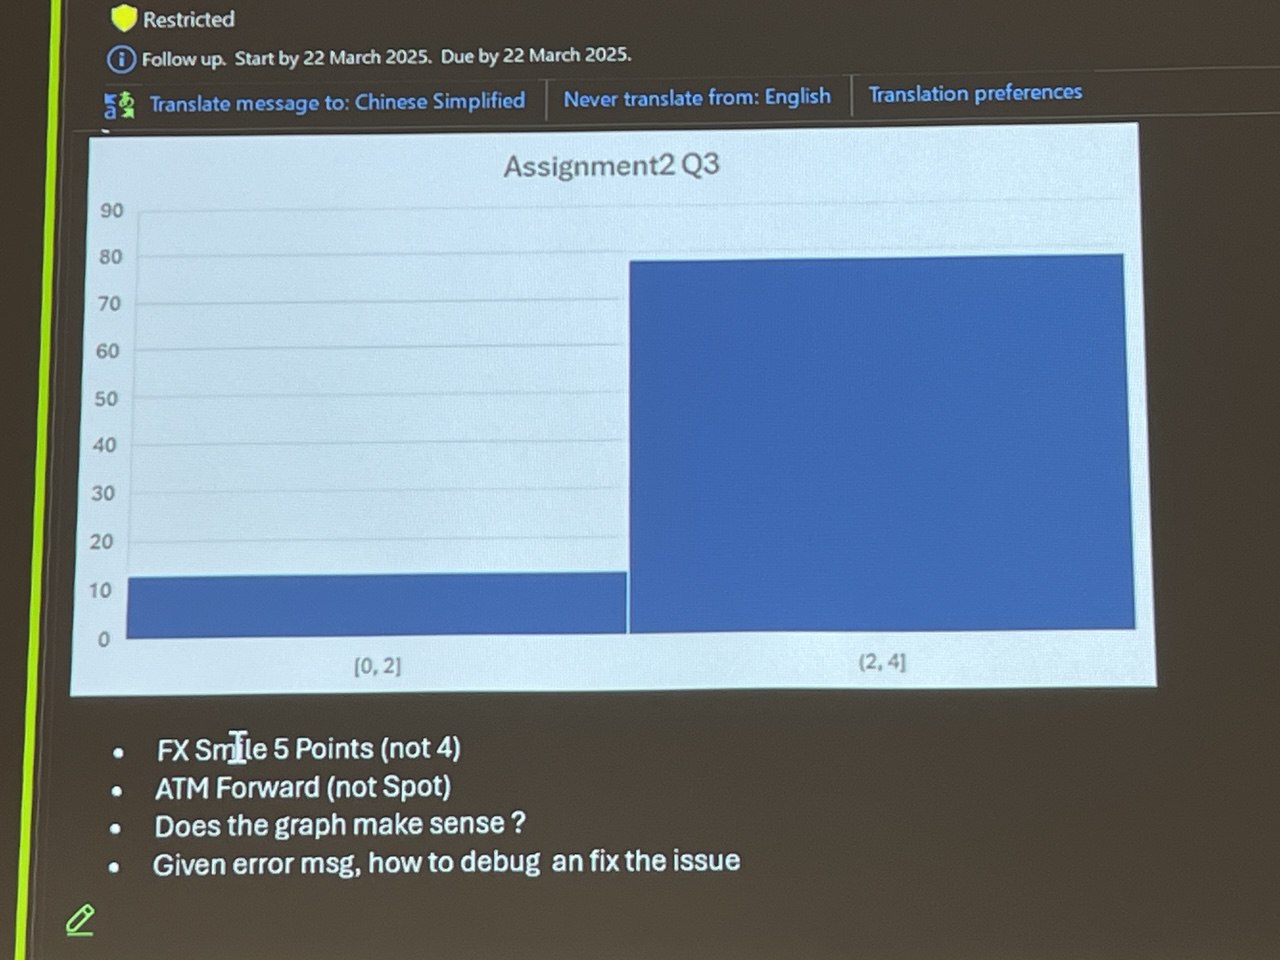 Restricted
Follow up. Start by 22 March 2025. Due by 22 March 2025.
Translate message to: Chinese Simplified
Never translate from: English
Translation preferences
Assignment2 Q3
90
80
70
60
50
40
30
20
10
0
[0, 2]
(2, 4]
• FX Smile 5 Points (not 4)
• ATM Forward (not Spot)
• Does the graph make sense ?
• Given error msg, how to debug an fix the issue